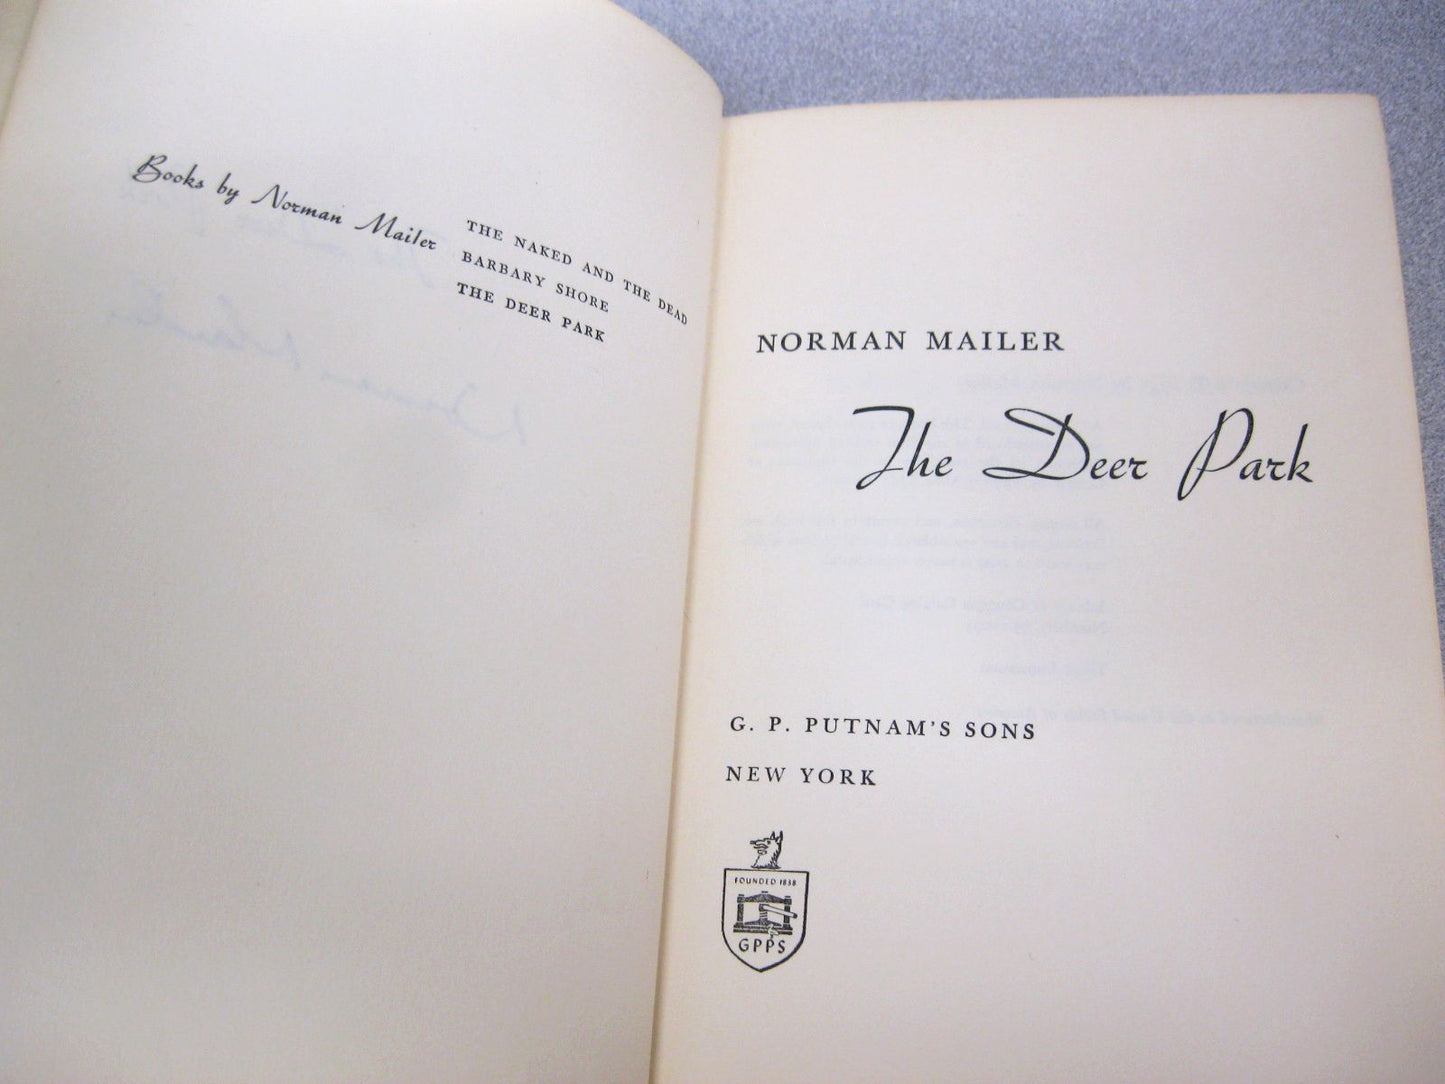 Books by Norman Mailer
THE NAKED AND THE DEAD
BARBARY SHORE
THE DEER PARK
NORMAN MAILER
The Deer Park
G. P. PUTNAM'S SONS
NEW YORK
FOUNDED 1838
GPPS